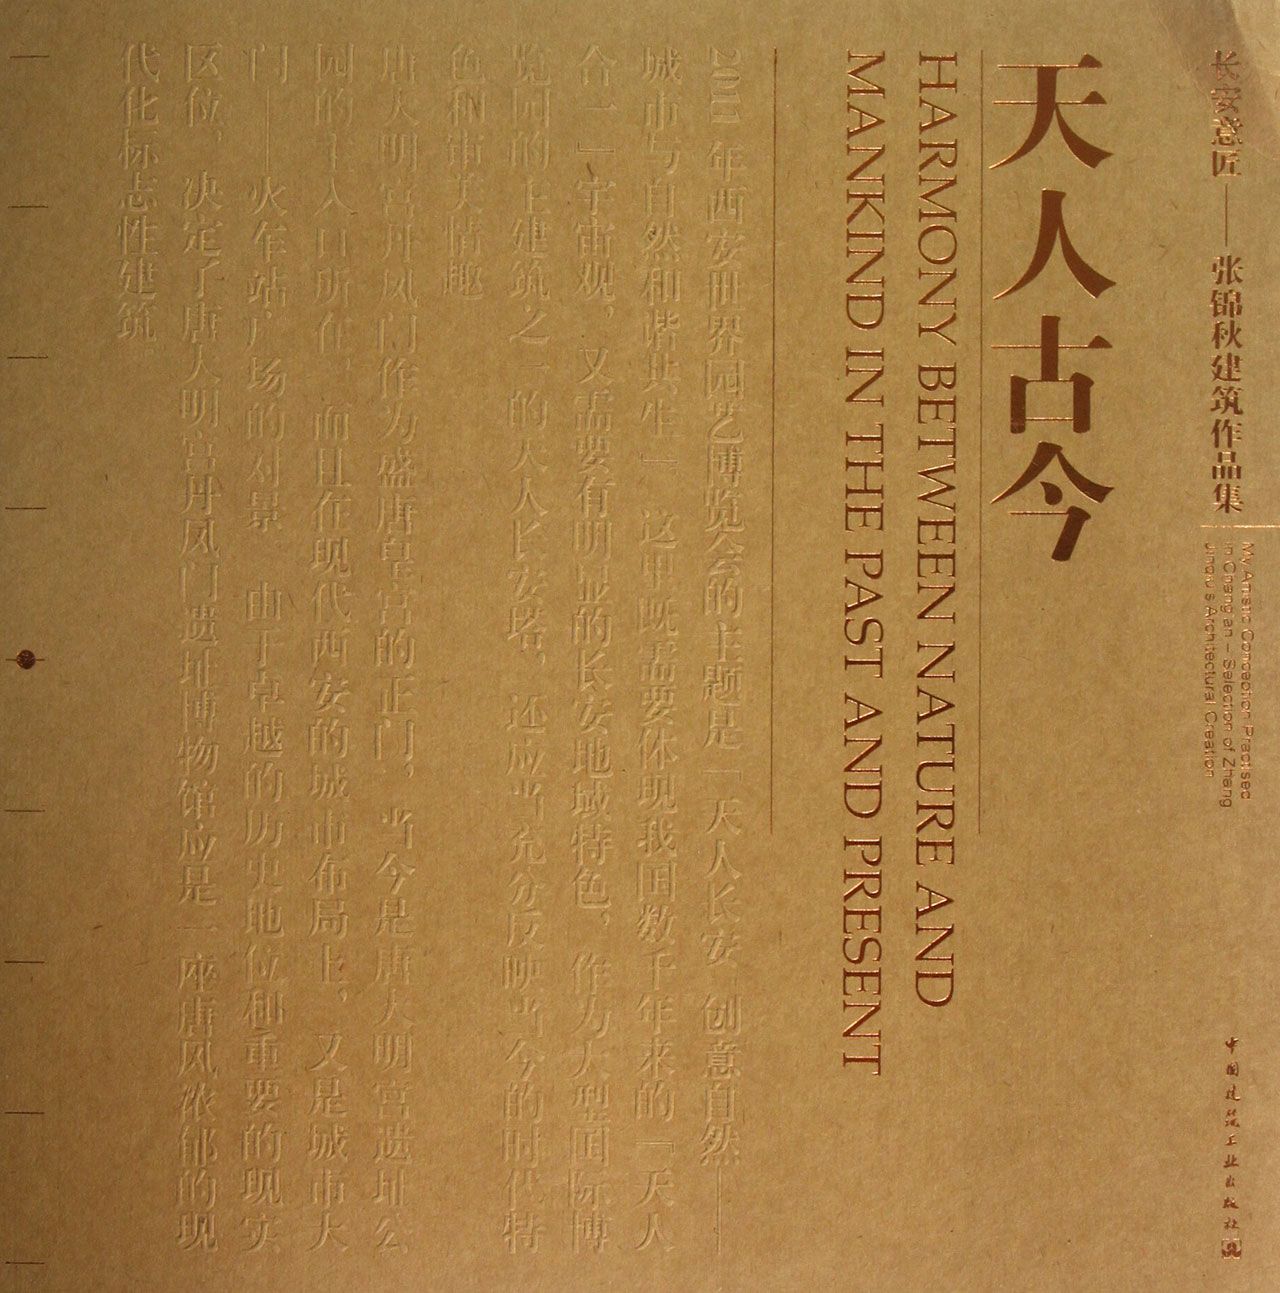 长安意匠——张锦秋建筑作品集
My Artistic Conception Practised
in Chang'an – Selection of Zhang
Jinqiu's Architectural Creation
中国建筑工业出版社
天人古今
HARMONY BETWEEN NATURE AND
MANKIND IN THE PAST AND PRESENT
2011年西安世界园艺博览会的主题是「天人长安 创意自然——
城市与自然和谐共生」这里既需要体现我国数千年来的「天人
合一」宇宙观，又需要有明显的长安地域特色，作为大型国际博
览园的主建筑之一的天人长安塔，还应当充分反映当今的时代特
色和审美情趣
唐大明宫丹凤门作为盛唐皇宫的正门，当今是唐大明宫遗址公
园的主入口所在，而且在现代西安的城市布局上，又是城市大
门——火车站广场的对景 由于卓越的历史地位和重要的现实
区位，决定了唐大明宫丹凤门遗址博物馆应是一座唐风浓郁的现
代化标志性建筑.